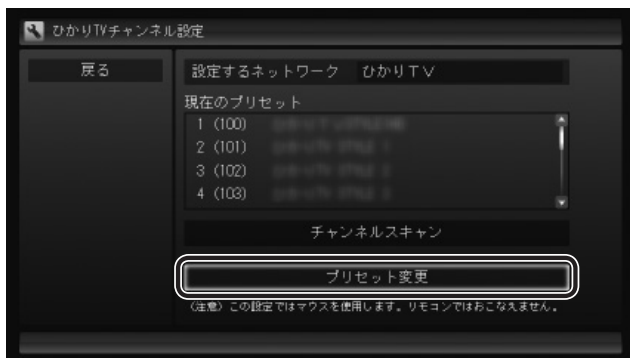 ひかりTVチャンネル設定
戻る
設定するネットワーク ひかりTV
現在のプリセット
1 (100)
2 (101)
3 (102)
4 (103)
チャンネルスキャン
プリセット変更
〈注意〉この設定ではマウスを使用します。リモコンではおこなえません。